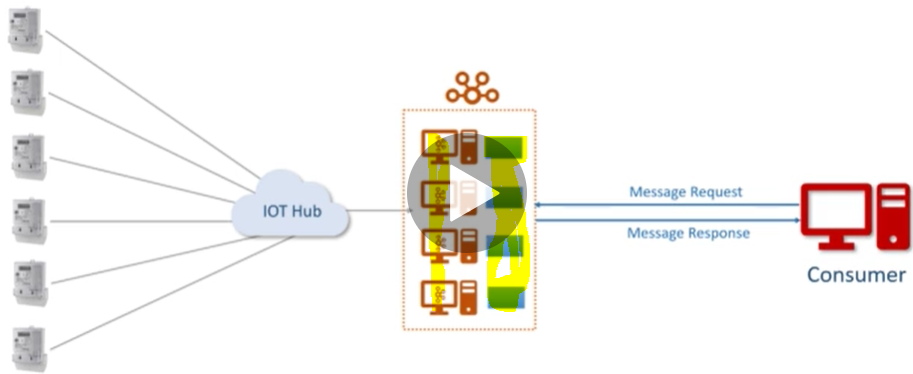 IOT Hub
Message Request
Message Response
Consumer